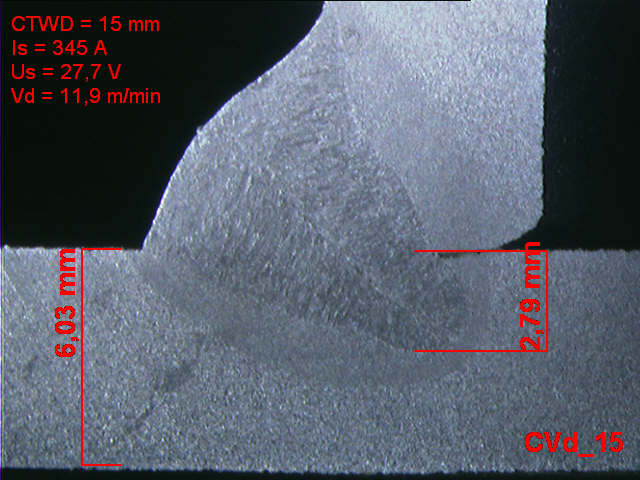 CTWD = 15 mm
Is = 345 A
Us = 27,7 V
Vd = 11,9 m/min
6,03 mm
2,79 mm
CVd_15